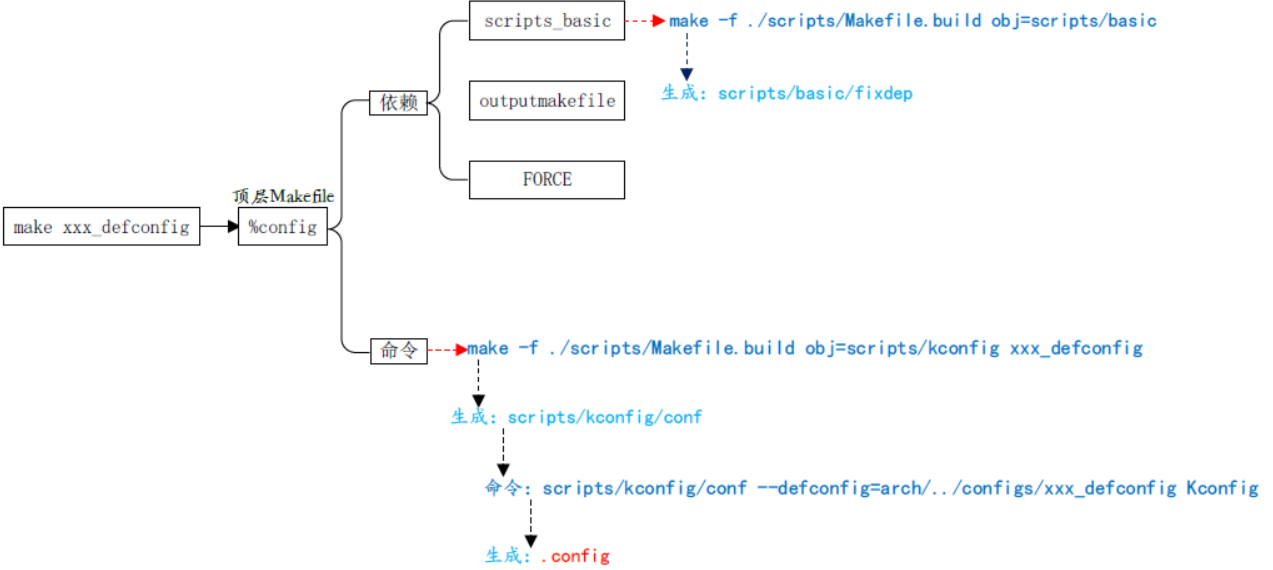 scripts_basic
make -f ./scripts/Makefile.build obj=scripts/basic
生成：scripts/basic/fixdep
依赖
outputmakefile
FORCE
顶层Makefile
make xxx_defconfig
%config
命令
make -f ./scripts/Makefile.build obj=scripts/kconfig xxx_defconfig
生成：scripts/kconfig/conf
命令：scripts/kconfig/conf --defconfig=arch/../configs/xxx_defconfig Kconfig
生成：.config